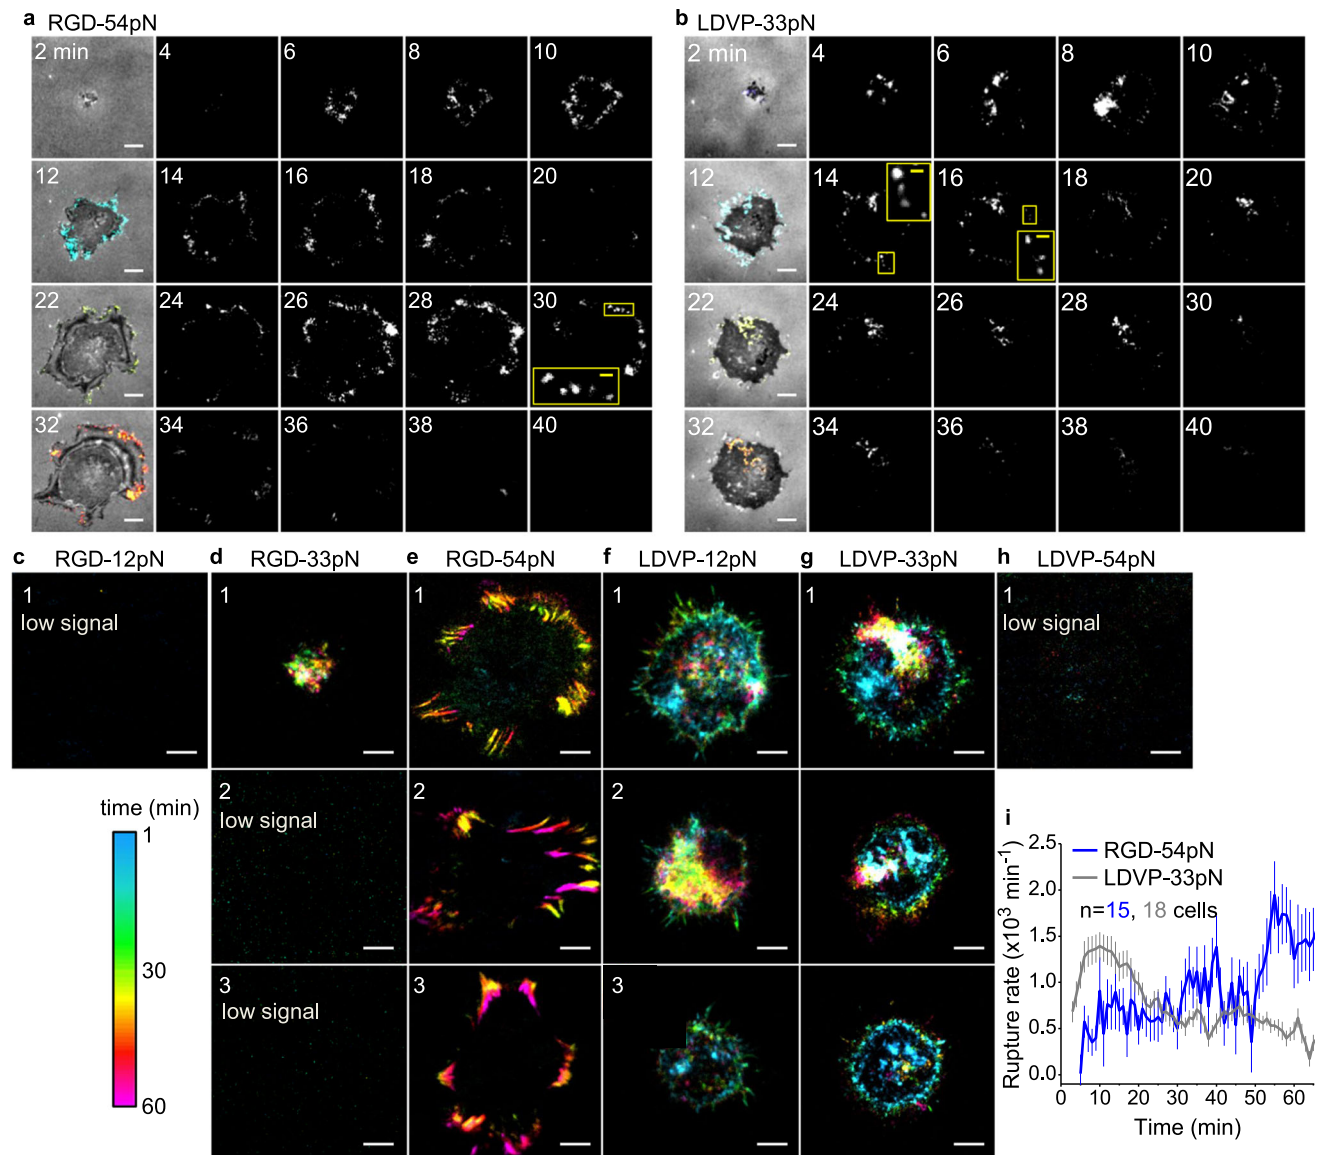 a RGD-54pN
2 min 4 6 8 10
12 14 16 18 20
22 24 26 28 30
32 34 36 38 40
b LDVP-33pN
2 min 4 6 8 10
12 14 16 18 20
22 24 26 28 30
32 34 36 38 40
c RGD-12pN
1
low signal
d RGD-33pN
1
2
low signal
3
low signal
e RGD-54pN
1
2
3
f LDVP-12pN
1
2
3
g LDVP-33pN
1
h LDVP-54pN
1
low signal
time (min)
1
30
60
i
RGD-54pN
LDVP-33pN
n=15, 18 cells
Rupture rate (x10³ min⁻¹)
2.5
2.0
1.5
1.0
0.5
0.0
0 10 20 30 40 50 60
Time (min)